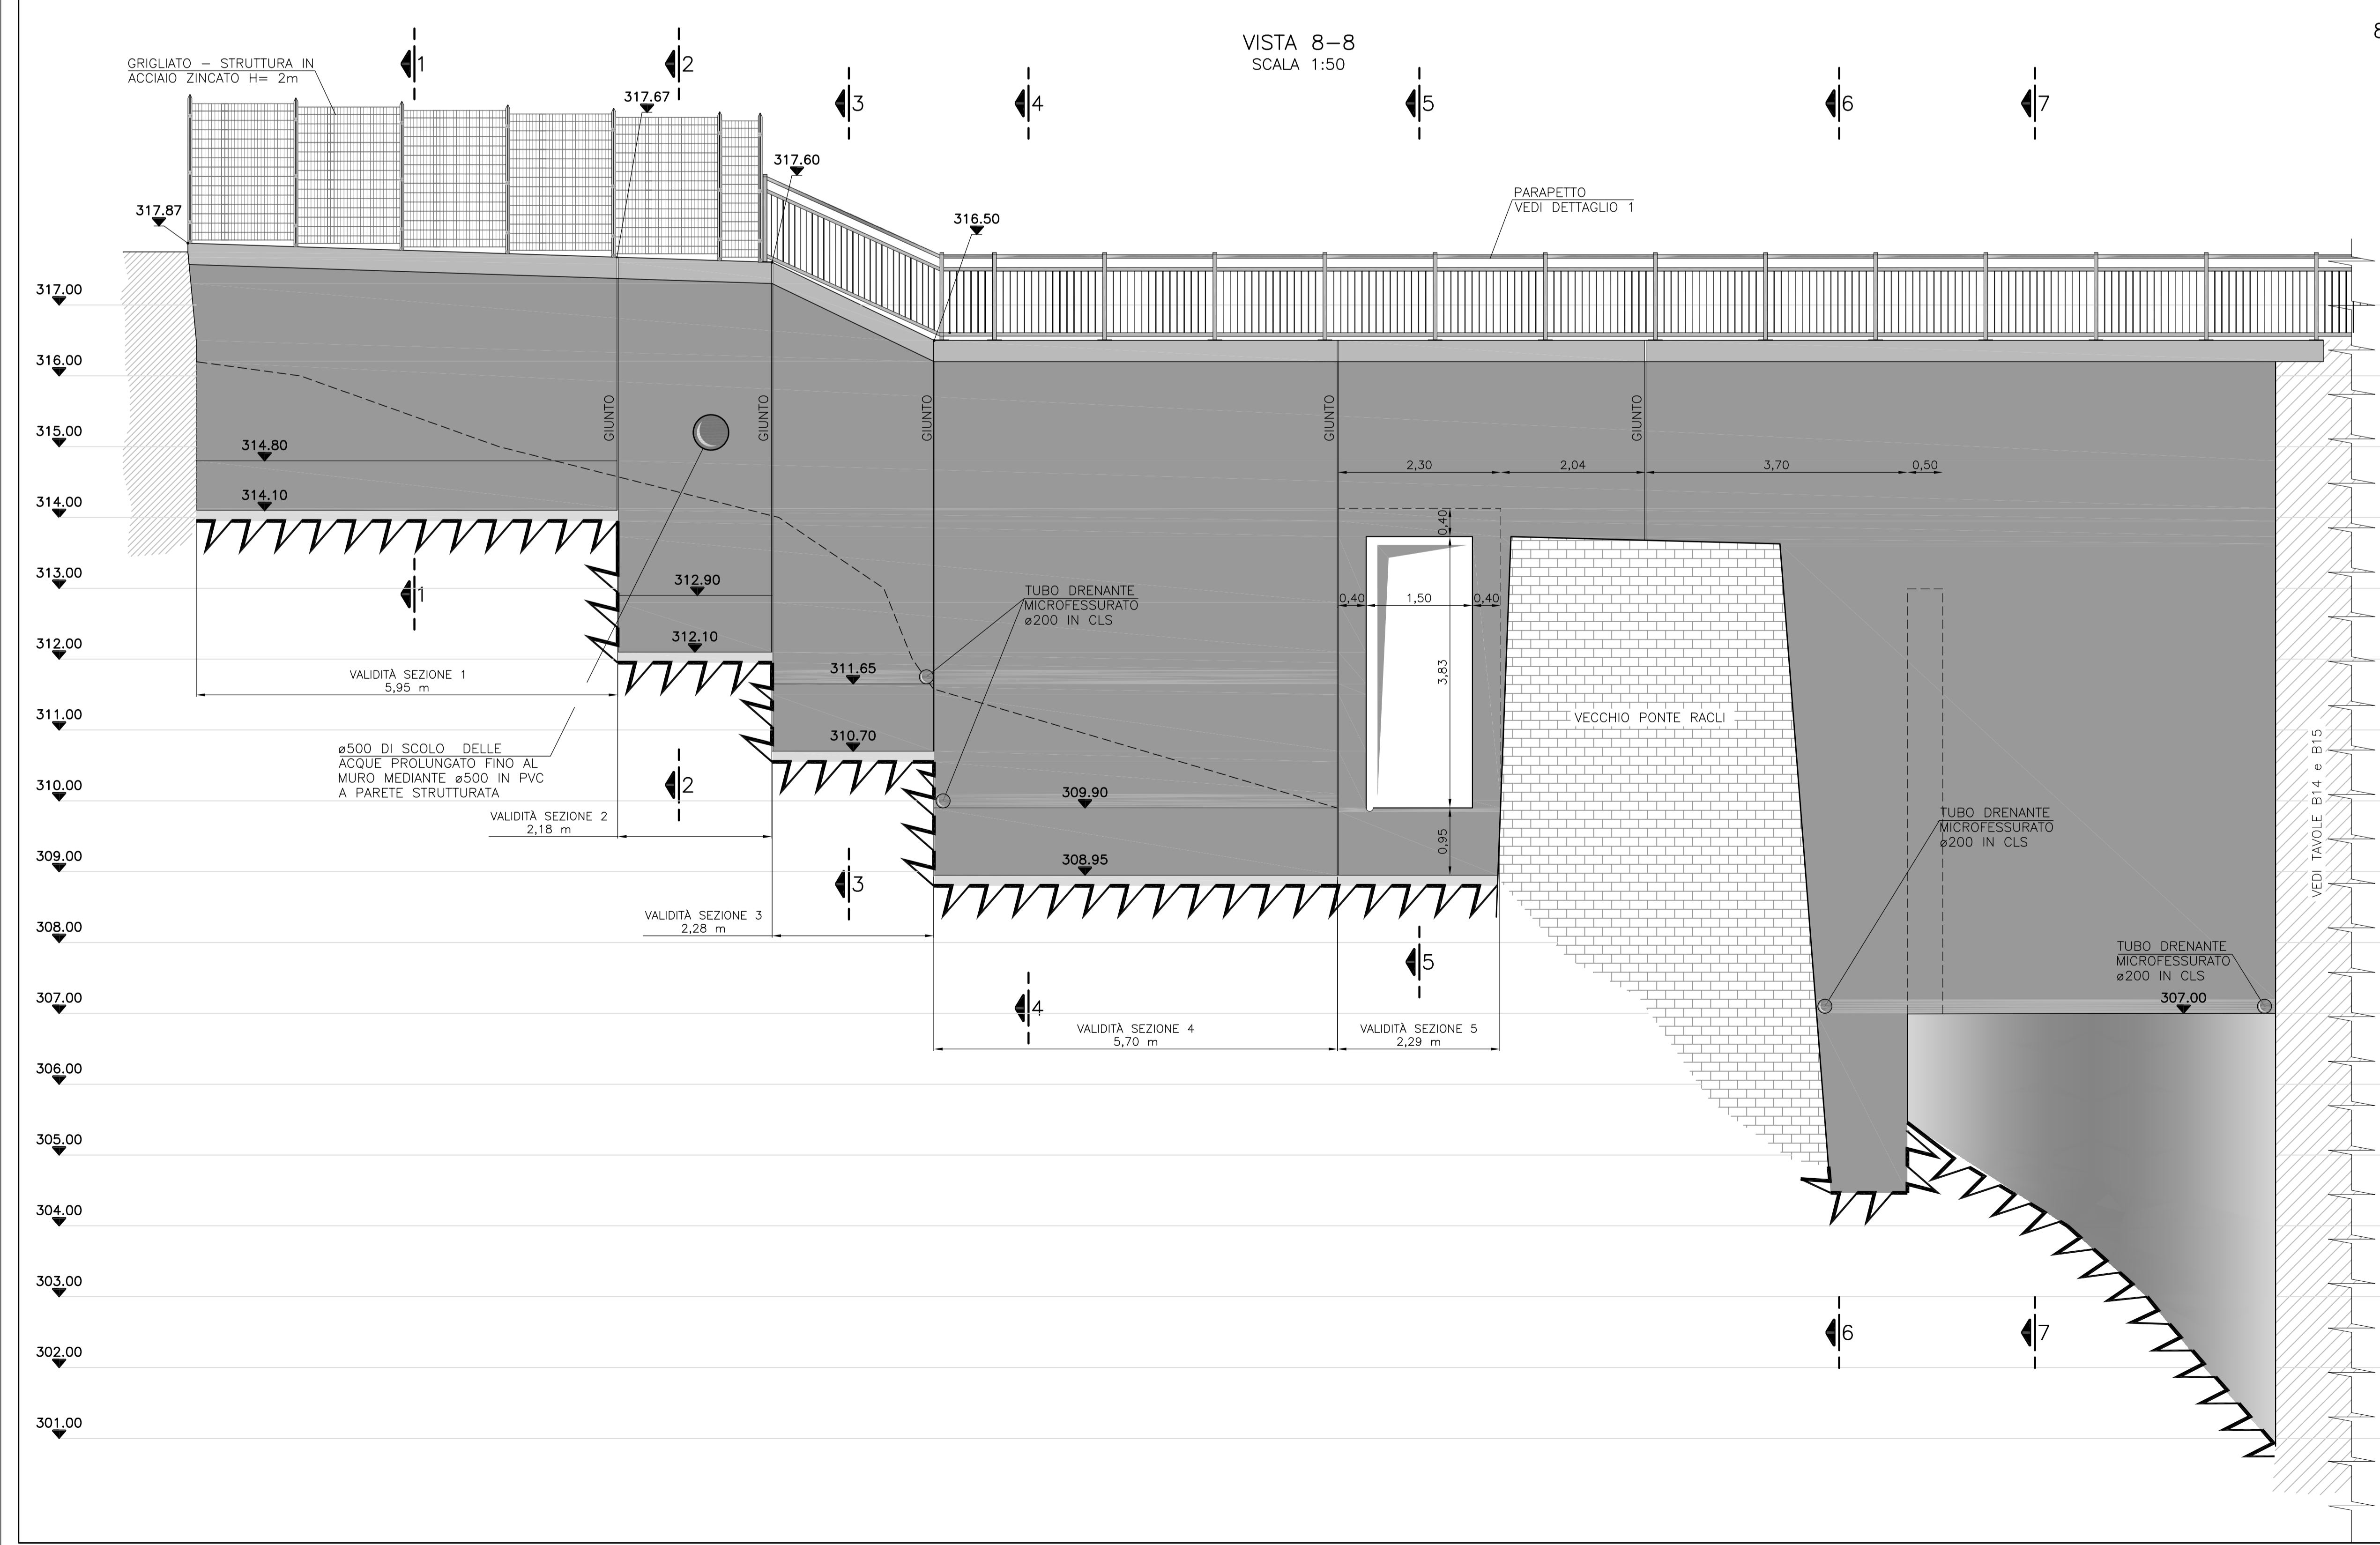 VISTA 8-8
SCALA 1:50
8
GRIGLIATO - STRUTTURA IN
ACCIAIO ZINCATO H= 2m
1
2
3
4
5
6
7
317.67
317.60
317.87
316.50
PARAPETTO
VEDI DETTAGLIO 1
317.00
316.00
315.00
314.00
313.00
312.00
311.00
310.00
309.00
308.00
307.00
306.00
305.00
304.00
303.00
302.00
301.00
GIUNTO
GIUNTO
GIUNTO
GIUNTO
GIUNTO
314.80
314.10
2,30
2,04
3,70
0,50
0,40
312.90
312.10
1
TUBO DRENANTE
MICROFESSURATO
ø200 IN CLS
0,40
1,50
0,40
3,83
311.65
310.70
VALIDITÀ SEZIONE 1
5,95 m
VECCHIO PONTE RACLI
VEDI TAVOLE B14 e B15
ø500 DI SCOLO DELLE
ACQUE PROLUNGATO FINO AL
MURO MEDIANTE ø500 IN PVC
A PARETE STRUTTURATA
2
309.90
308.95
0,95
VALIDITÀ SEZIONE 2
2,18 m
TUBO DRENANTE
MICROFESSURATO
ø200 IN CLS
3
VALIDITÀ SEZIONE 3
2,28 m
5
TUBO DRENANTE
MICROFESSURATO
ø200 IN CLS
307.00
4
VALIDITÀ SEZIONE 4
5,70 m
VALIDITÀ SEZIONE 5
2,29 m
6
7